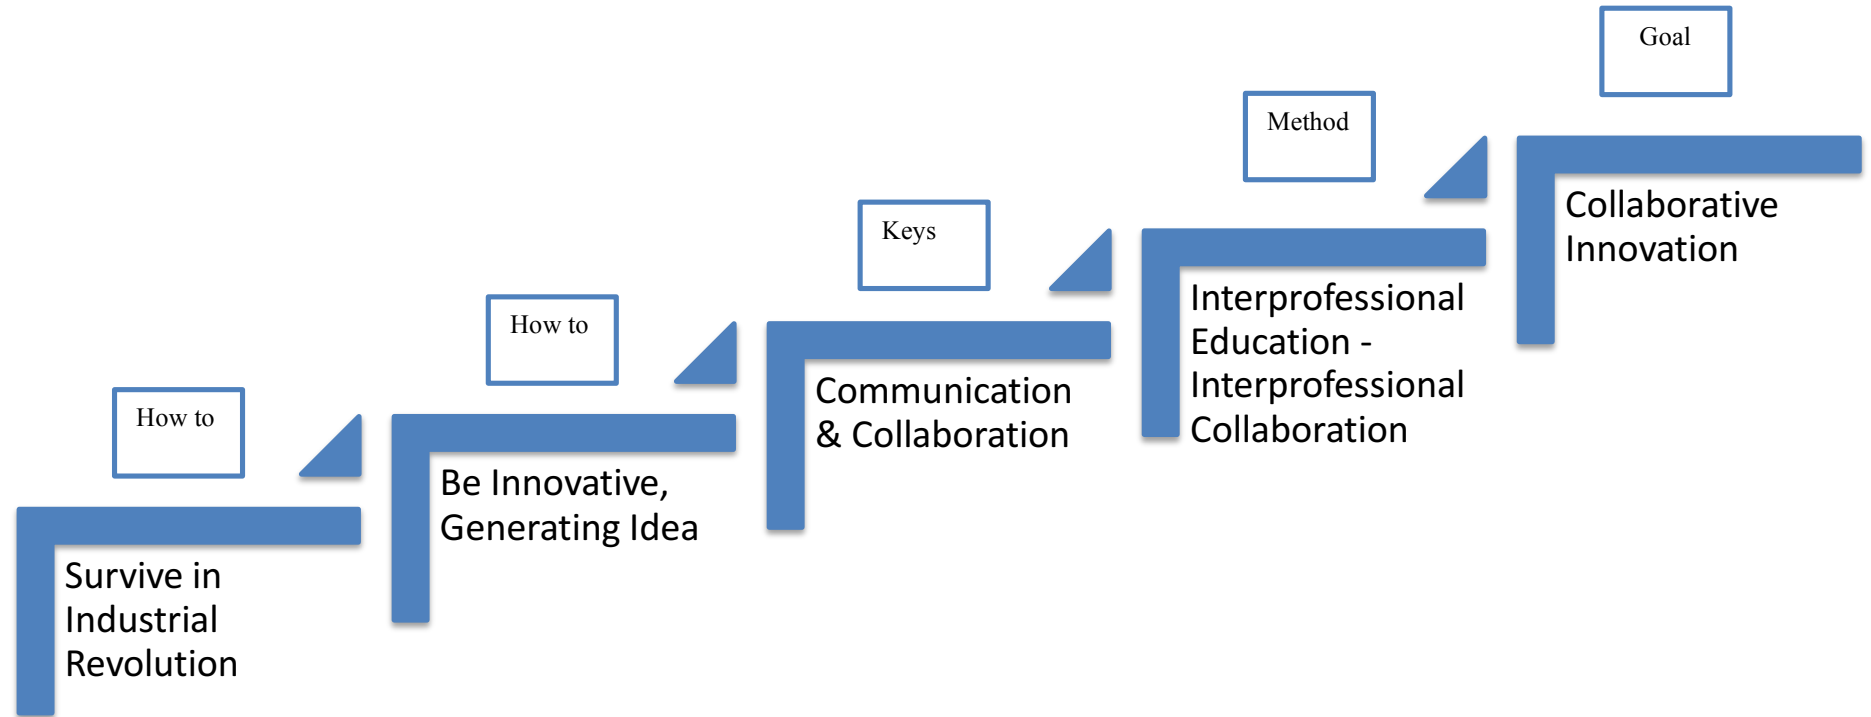 How to
Survive in
Industrial
Revolution
How to
Be Innovative,
Generating Idea
Keys
Communication
& Collaboration
Method
Interprofessional
Education -
Interprofessional
Collaboration
Goal
Collaborative
Innovation